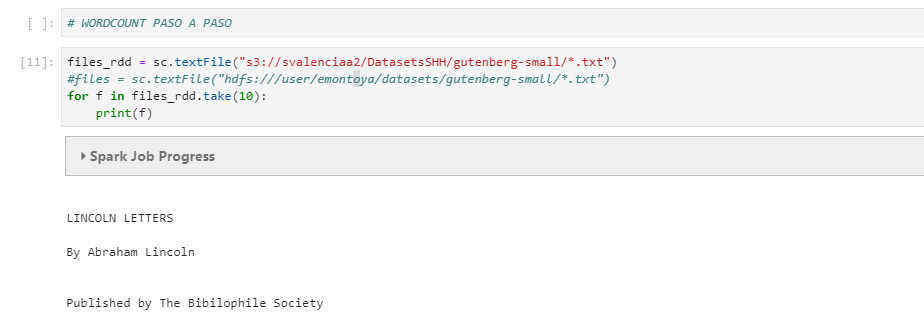 [ ]: # WORDCOUNT PASO A PASO
[11]: files_rdd = sc.textFile("s3://svalenciaa2/DatasetsSHH/gutenberg-small/*.txt")
#files = sc.textFile("hdfs:///user/emontoya/datasets/gutenberg-small/*.txt")
for f in files_rdd.take(10):
    print(f)
Spark Job Progress
LINCOLN LETTERS
By Abraham Lincoln
Published by The Bibilophile Society